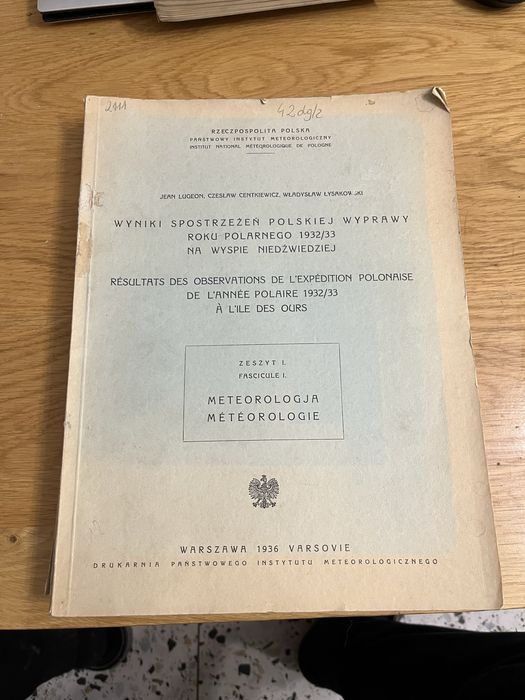 2111
42dg/2
RZECZPOSPOLITA POLSKA
PAŃSTWOWY INSTYTUT METEOROLOGICZNY
INSTITUT NATIONAL MÉTÉOROLOGIQUE DE POLOGNE
JEAN LUGEON, CZESŁAW CENTKIEWICZ, WŁADYSŁAW ŁYSAKOWSKI
WYNIKI SPOSTRZEŻEŃ POLSKIEJ WYPRAWY
ROKU POLARNEGO 1932/33
NA WYSPIE NIEDŹWIEDZIEJ
RÉSULTATS DES OBSERVATIONS DE L'EXPÉDITION POLONAISE
DE L'ANNÉE POLAIRE 1932/33
À L'ILE DES OURS
ZESZYT I.
FASCICULE I.
METEOROLOGJA
MÉTÉOROLOGIE
WARSZAWA 1936 VARSOVIE
DRUKARNIA PAŃSTWOWEGO INSTYTUTU METEOROLOGICZNEGO